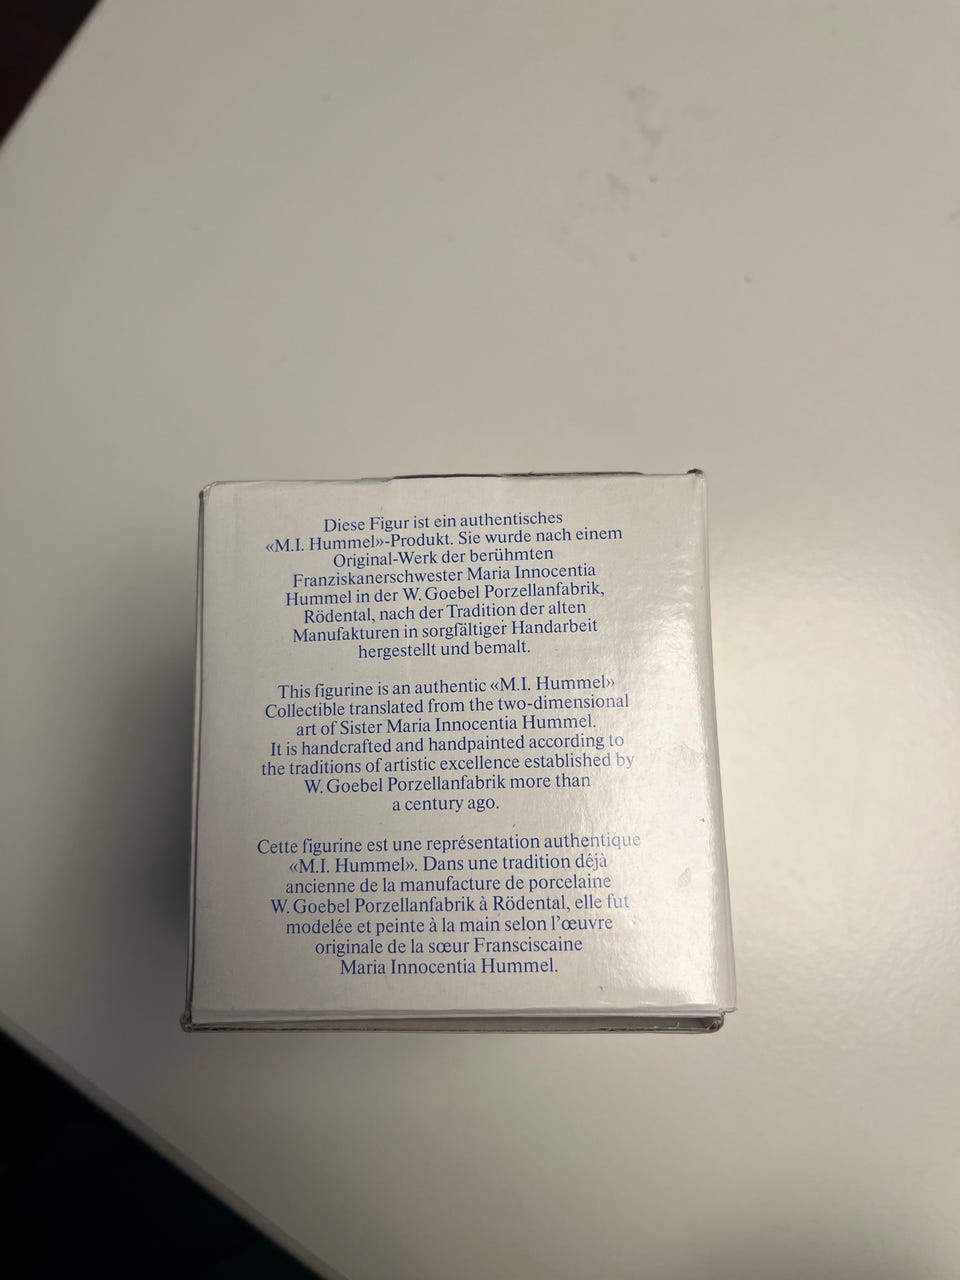 Diese Figur ist ein authentisches
«M.I. Hummel»-Produkt. Sie wurde nach einem
Original-Werk der berühmten
Franziskanerschwester Maria Innocentia
Hummel in der W. Goebel Porzellanfabrik,
Rödental, nach der Tradition der alten
Manufakturen in sorgfältiger Handarbeit
hergestellt und bemalt.
This figurine is an authentic «M.I. Hummel»
Collectible translated from the two-dimensional
art of Sister Maria Innocentia Hummel.
It is handcrafted and handpainted according to
the traditions of artistic excellence established by
W. Goebel Porzellanfabrik more than
a century ago.
Cette figurine est une représentation authentique
«M.I. Hummel». Dans une tradition déjà
ancienne de la manufacture de porcelaine
W. Goebel Porzellanfabrik à Rödental, elle fut
modelée et peinte à la main selon l’œuvre
originale de la sœur Fransciscaine
Maria Innocentia Hummel.